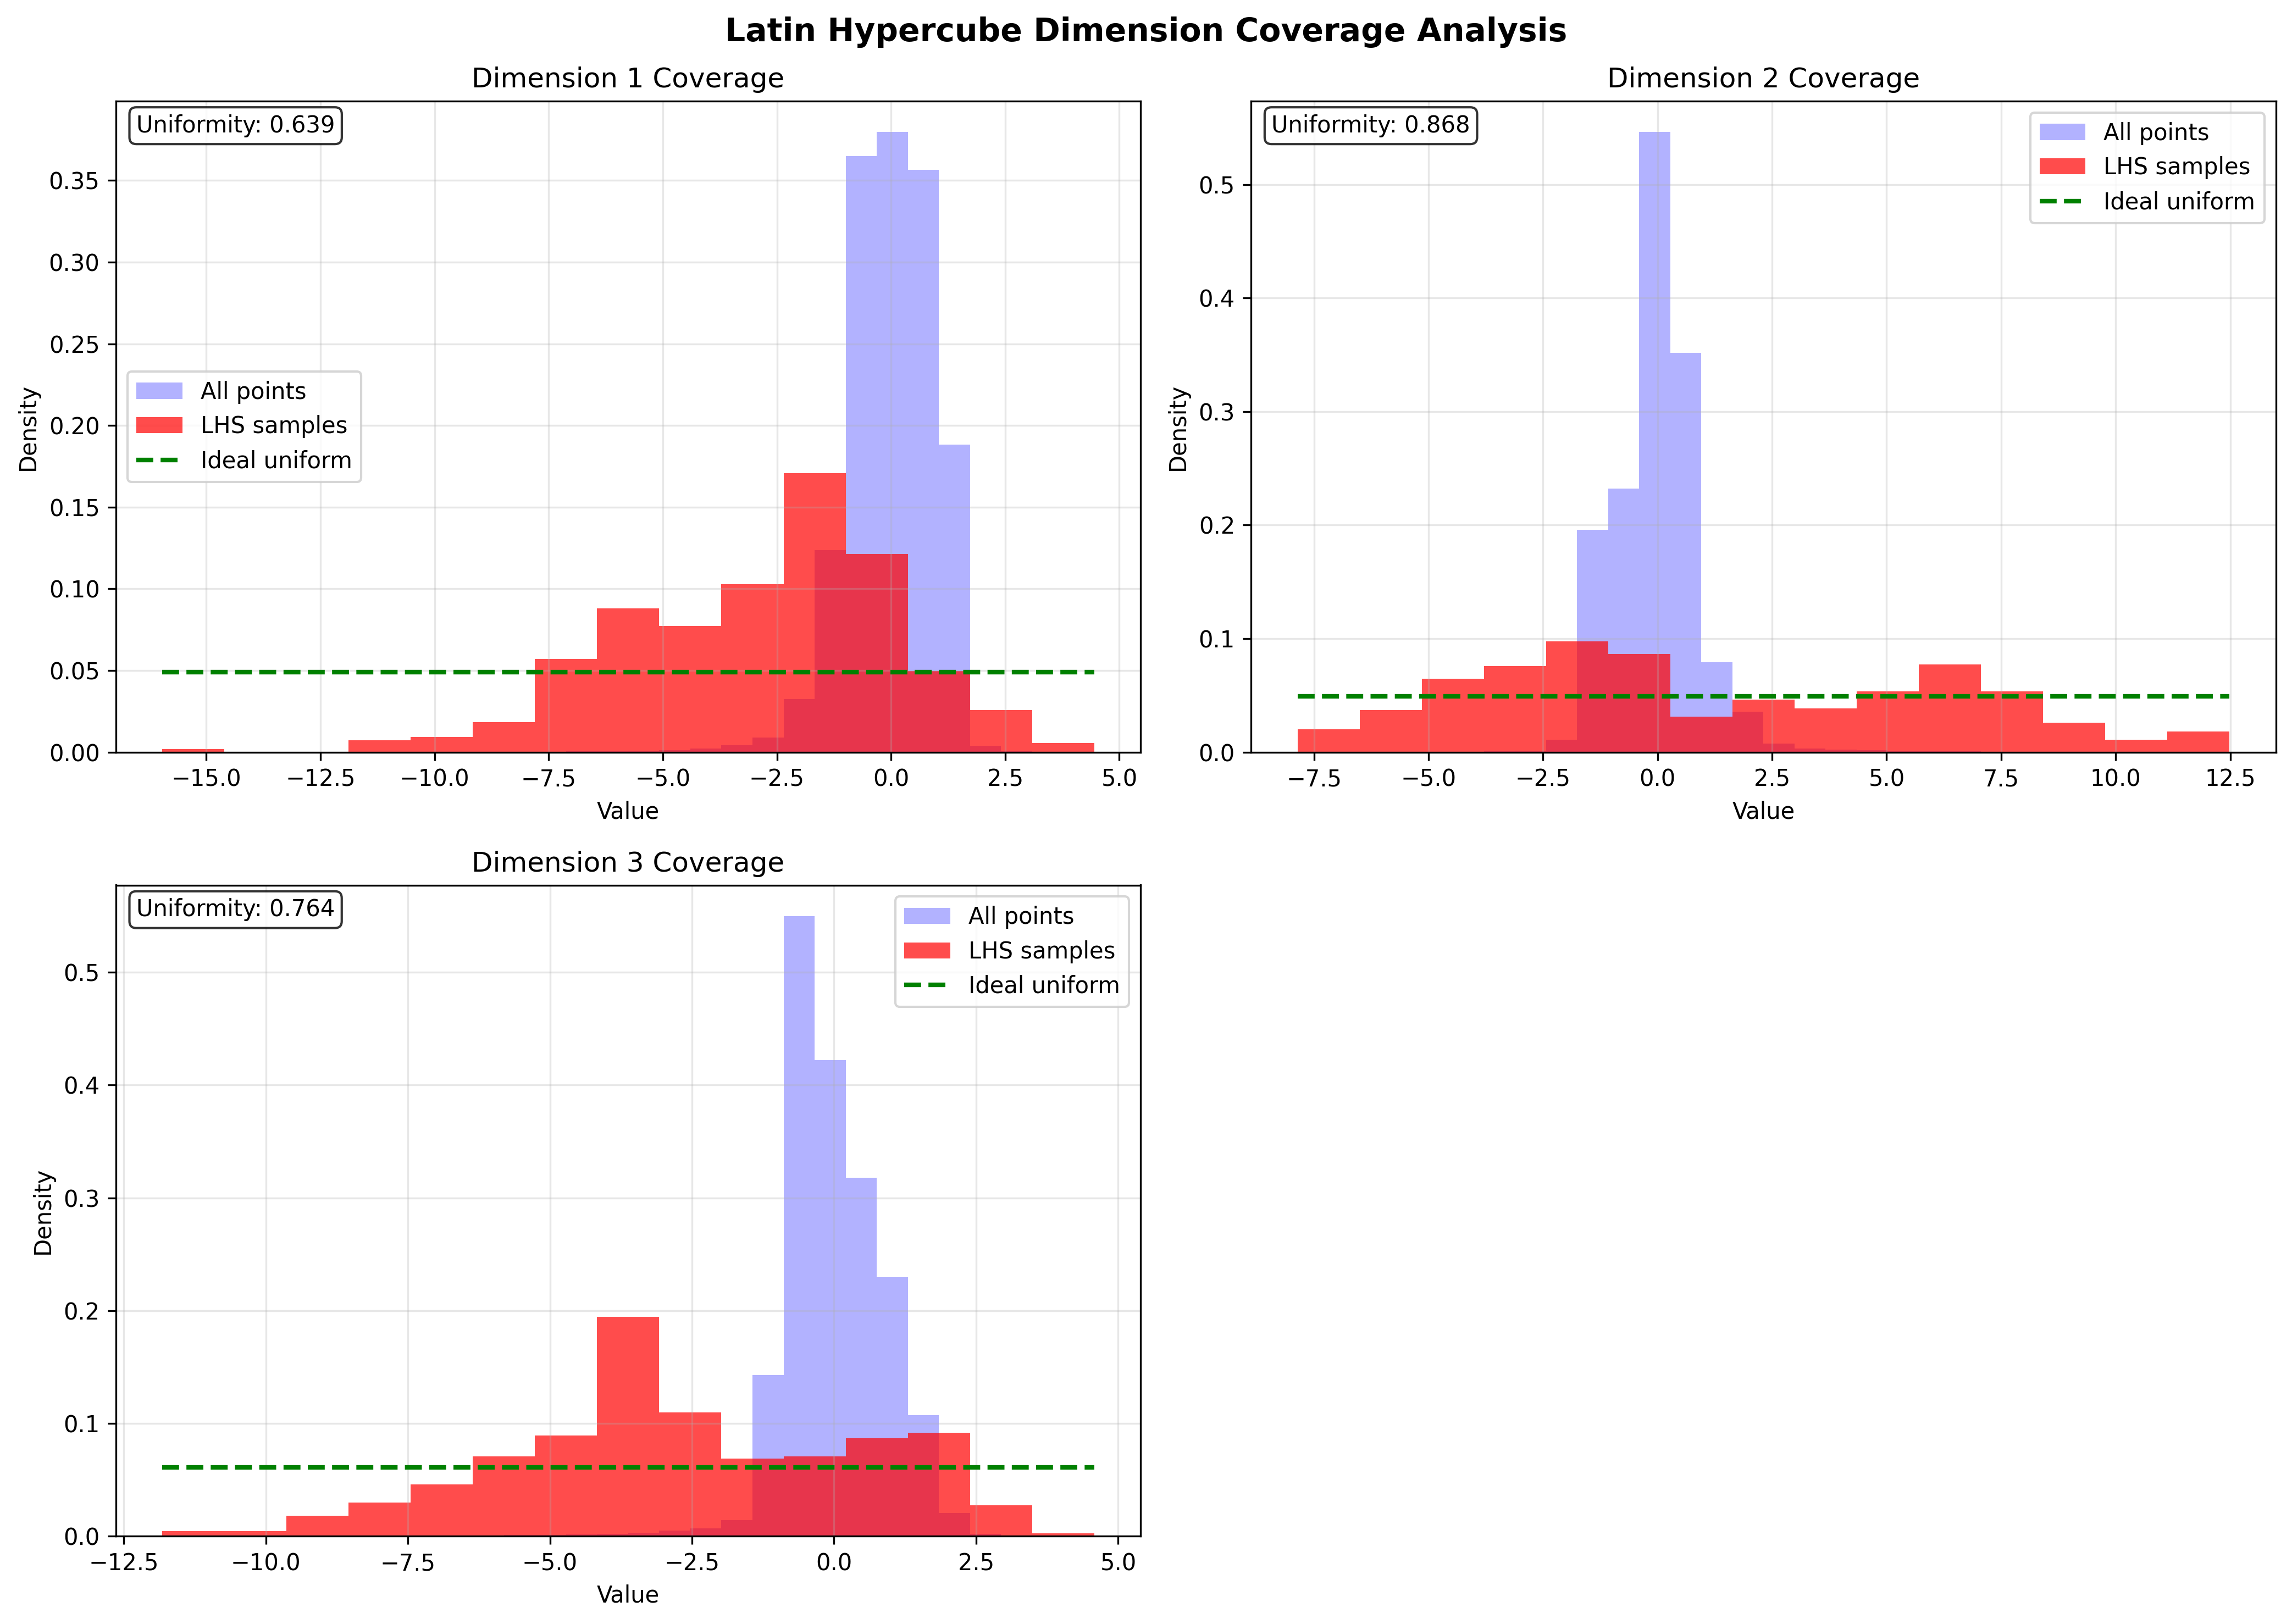 Latin Hypercube Dimension Coverage Analysis
Dimension 1 Coverage
Uniformity: 0.639
All points
LHS samples
Ideal uniform
Density
0.35
0.30
0.25
0.20
0.15
0.10
0.05
0.00
−15.0 −12.5 −10.0 −7.5 −5.0 −2.5 0.0 2.5 5.0
Value
Dimension 2 Coverage
Uniformity: 0.868
All points
LHS samples
Ideal uniform
Density
0.5
0.4
0.3
0.2
0.1
0.0
−7.5 −5.0 −2.5 0.0 2.5 5.0 7.5 10.0 12.5
Value
Dimension 3 Coverage
Uniformity: 0.764
All points
LHS samples
Ideal uniform
Density
0.5
0.4
0.3
0.2
0.1
0.0
−12.5 −10.0 −7.5 −5.0 −2.5 0.0 2.5 5.0
Value